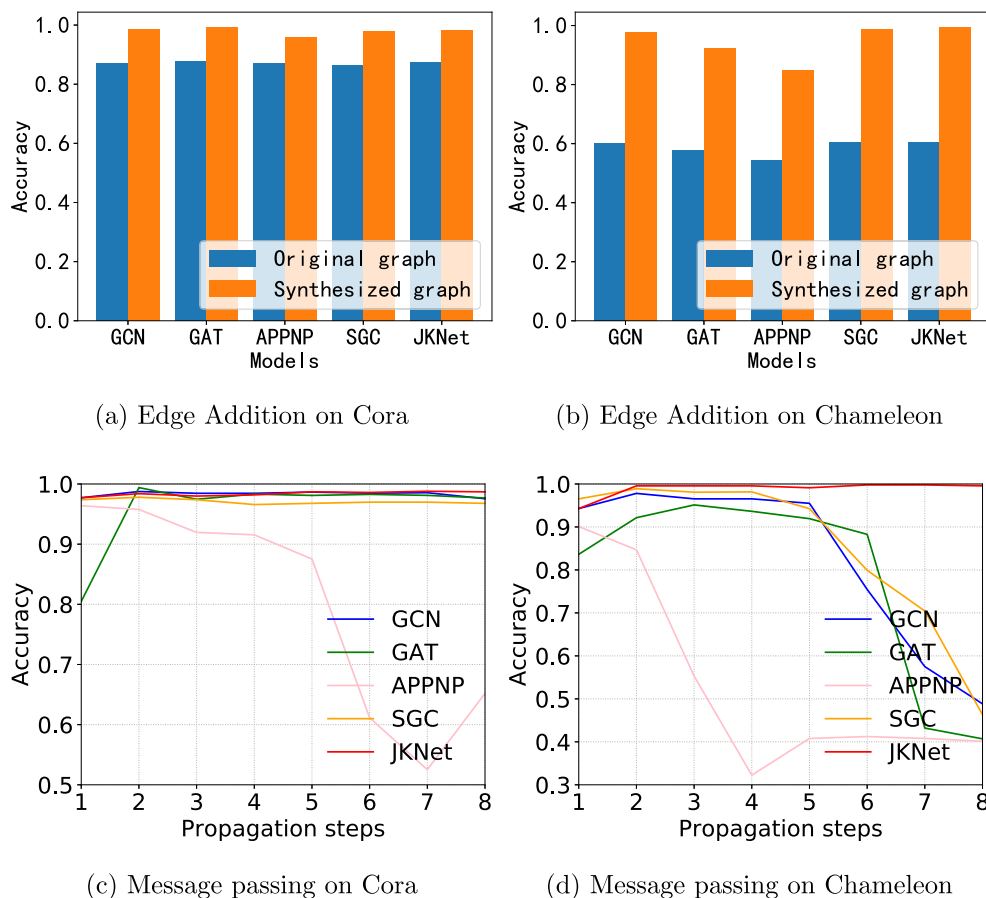 1.0
0.8
0.6
0.4
0.2
0.0
Accuracy
Original graph
Synthesized graph
GCN GAT APPNP SGC JKNet
Models
(a) Edge Addition on Cora
1.0
0.8
0.6
0.4
0.2
0.0
Accuracy
Original graph
Synthesized graph
GCN GAT APPNP SGC JKNet
Models
(b) Edge Addition on Chameleon
1.0
0.9
0.8
0.7
0.6
0.5
Accuracy
GCN
GAT
APPNP
SGC
JKNet
1 2 3 4 5 6 7 8
Propagation steps
(c) Message passing on Cora
1.0
0.9
0.8
0.7
0.6
0.5
0.4
0.3
Accuracy
GCN
GAT
APPNP
SGC
JKNet
1 2 3 4 5 6 7 8
Propagation steps
(d) Message passing on Chameleon